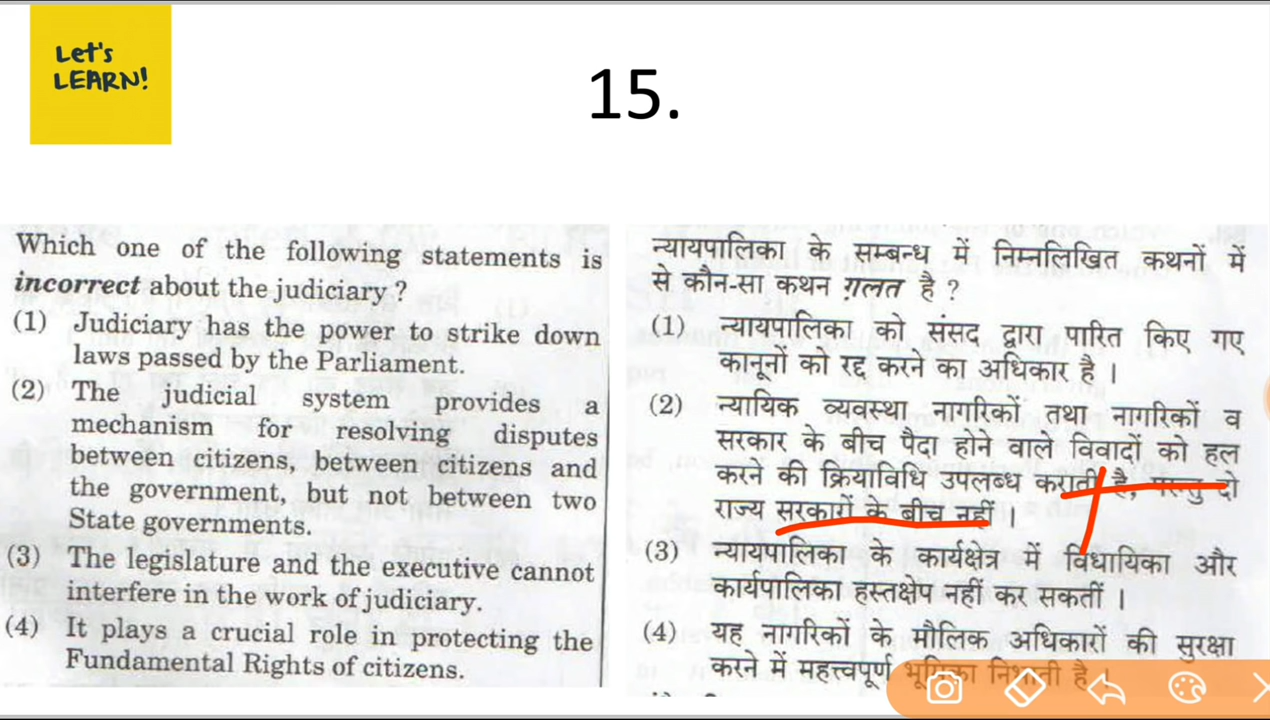 Let's
LEARN!
15.
Which one of the following statements is
incorrect about the judiciary ?
(1) Judiciary has the power to strike down
laws passed by the Parliament.
(2) The judicial system provides a
mechanism for resolving disputes
between citizens, between citizens and
the government, but not between two
State governments.
(3) The legislature and the executive cannot
interfere in the work of judiciary.
(4) It plays a crucial role in protecting the
Fundamental Rights of citizens.
न्यायपालिका के सम्बन्ध में निम्नलिखित कथनों में
से कौन-सा कथन ग़लत है ?
(1) न्यायपालिका को संसद द्वारा पारित किए गए
कानूनों को रद्द करने का अधिकार है ।
(2) न्यायिक व्यवस्था नागरिकों तथा नागरिकों व
सरकार के बीच पैदा होने वाले विवादों को हल
करने की क्रियाविधि उपलब्ध कराती है, परन्तु दो
राज्य सरकारों के बीच नहीं ।
(3) न्यायपालिका के कार्यक्षेत्र में विधायिका और
कार्यपालिका हस्तक्षेप नहीं कर सकतीं ।
(4) यह नागरिकों के मौलिक अधिकारों की सुरक्षा
करने में महत्त्वपूर्ण भूमिका निभाती है ।